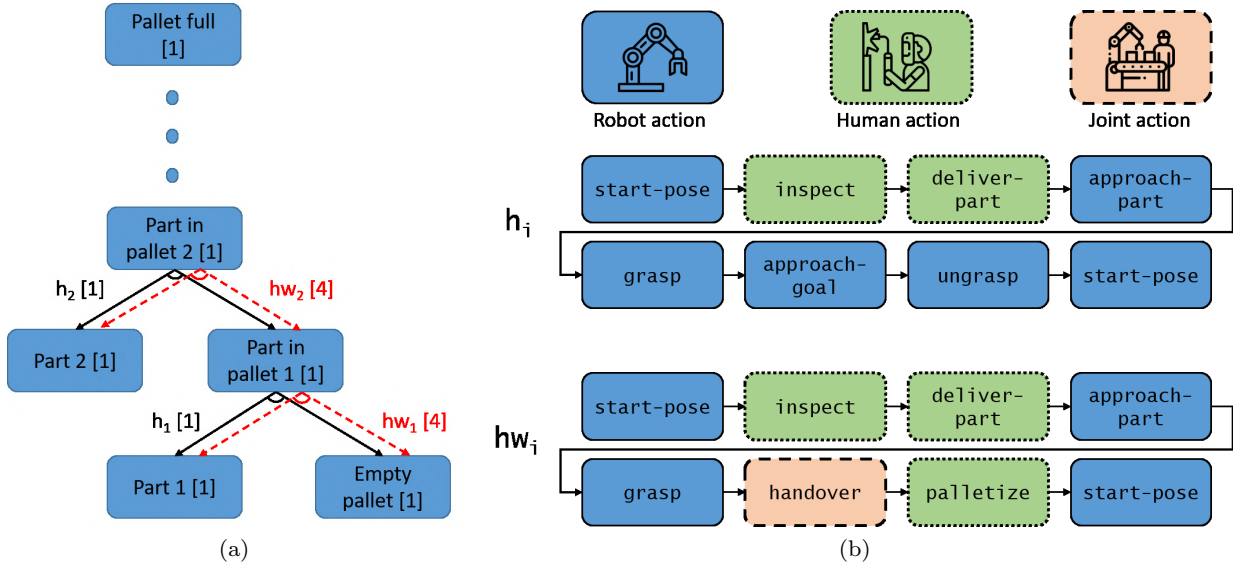 Pallet full
[1]
Part in
pallet 2 [1]
h₂ [1]
hw₂ [4]
Part 2 [1]
Part in
pallet 1 [1]
h₁ [1]
hw₁ [4]
Part 1 [1]
Empty
pallet [1]
(a)
Robot action
Human action
Joint action
hᵢ
start-pose
inspect
deliver-
part
approach-
part
grasp
approach-
goal
ungrasp
start-pose
hwᵢ
start-pose
inspect
deliver-
part
approach-
part
grasp
handover
palletize
start-pose
(b)